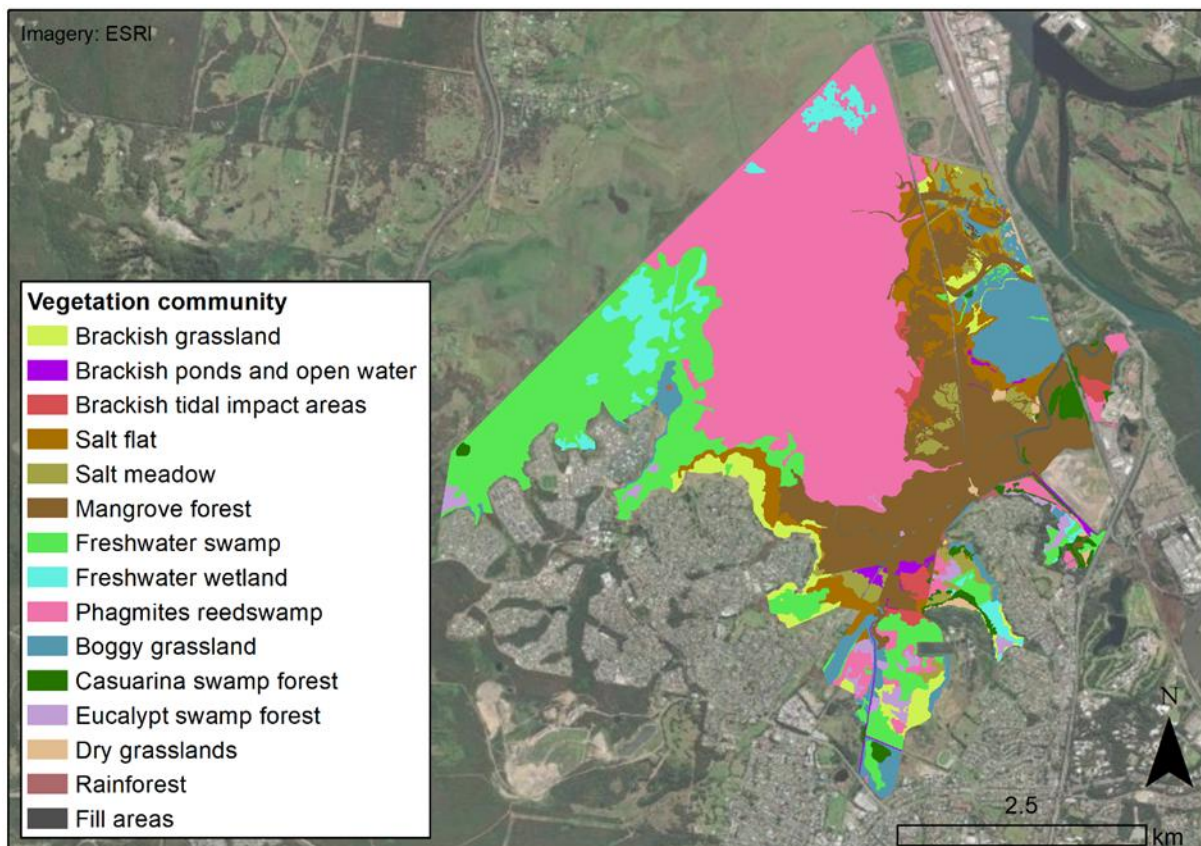 Imagery: ESRI
Vegetation community
Brackish grassland
Brackish ponds and open water
Brackish tidal impact areas
Salt flat
Salt meadow
Mangrove forest
Freshwater swamp
Freshwater wetland
Phagmites reedswamp
Boggy grassland
Casuarina swamp forest
Eucalypt swamp forest
Dry grasslands
Rainforest
Fill areas
N
2.5
km